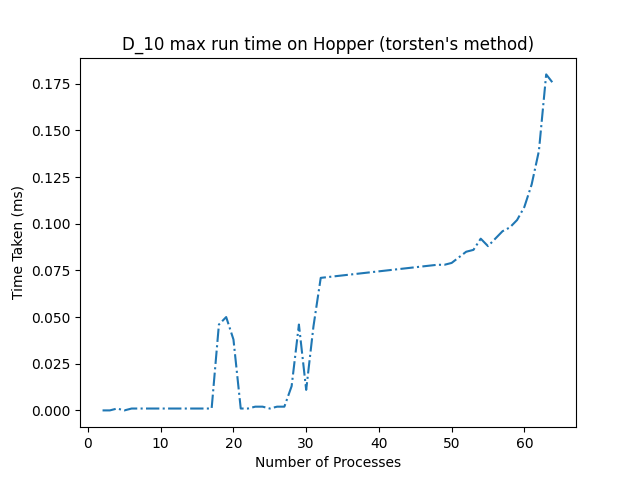 D_10 max run time on Hopper (torsten's method)
0.175
0.150
0.125
0.100
0.075
0.050
0.025
0.000
Time Taken (ms)
0 10 20 30 40 50 60
Number of Processes